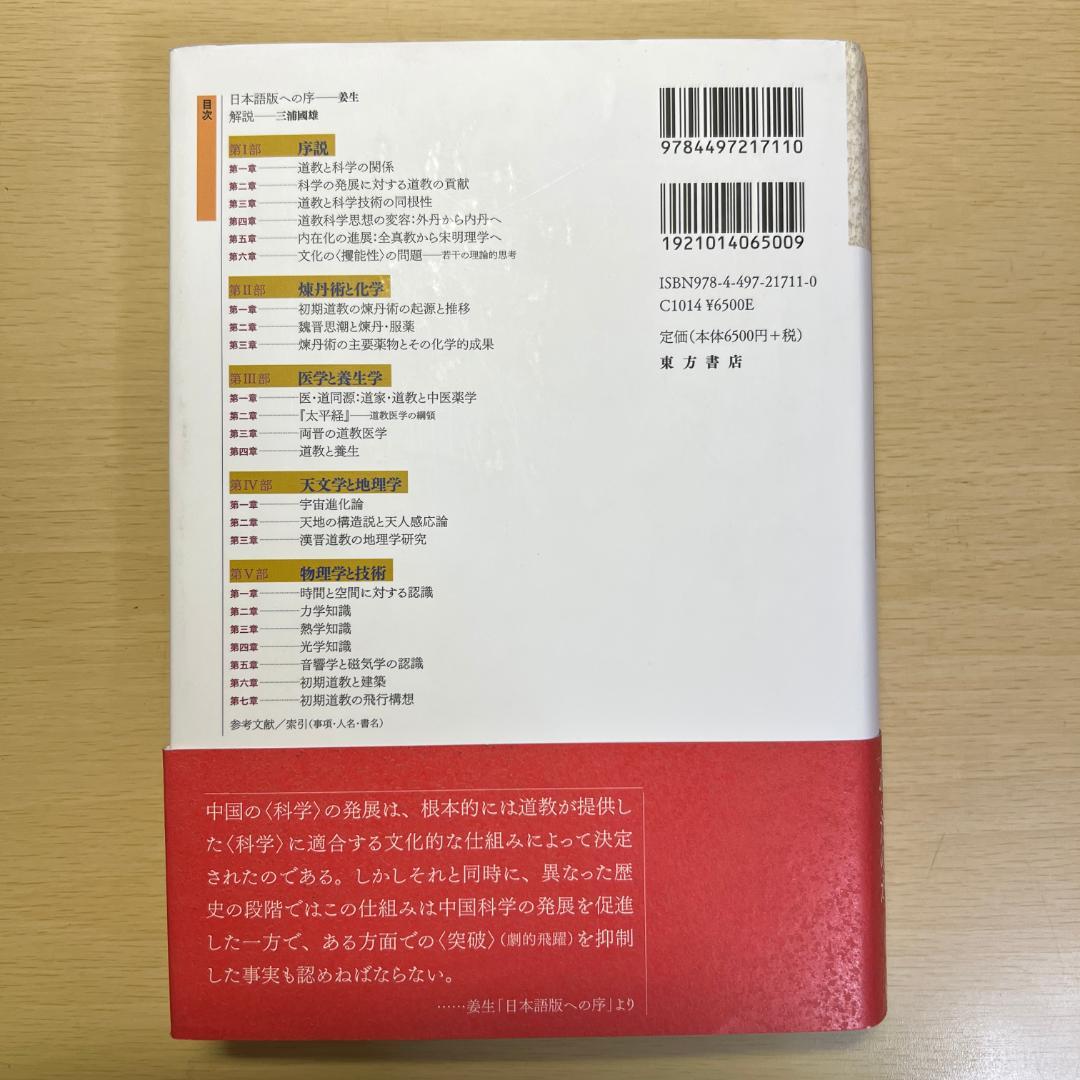 目次
日本語版への序——姜生
解説——三浦國雄
第Ⅰ部 序説
第一章———道教と科学の関係
第二章———科学の発展に対する道教の貢献
第三章———道教と科学技術の同根性
第四章———道教科学思想の変容：外丹から内丹へ
第五章———内在化の進展：全真教から宋明理学へ
第六章———文化の〈攖能性〉の問題——若干の理論的思考
第Ⅱ部 煉丹術と化学
第一章———初期道教の煉丹術の起源と推移
第二章———魏晋思潮と煉丹・服薬
第三章———煉丹術の主要薬物とその化学的成果
第Ⅲ部 医学と養生学
第一章———医・道同源：道家・道教と中医薬学
第二章———『太平経』——道教医学の綱領
第三章———両晋の道教医学
第四章———道教と養生
第Ⅳ部 天文学と地理学
第一章———宇宙進化論
第二章———天地の構造説と天人感応論
第三章———漢晋道教の地理学研究
第Ⅴ部 物理学と技術
第一章———時間と空間に対する認識
第二章———力学知識
第三章———熱学知識
第四章———光学知識
第五章———音響学と磁気学の認識
第六章———初期道教と建築
第七章———初期道教の飛行構想
参考文献／索引（事項・人名・書名）
9784497217110
1921014065009
ISBN978-4-497-21711-0
C1014 ¥6500E
定価（本体6500円＋税）
東方書店
中国の〈科学〉の発展は、根本的には道教が提供し
た〈科学〉に適合する文化的な仕組みによって決定
されたのである。しかしそれと同時に、異なった歴
史の段階ではこの仕組みは中国科学の発展を促進
した一方で、ある方面での〈突破〉（劇的飛躍）を抑制
した事実も認めねばならない。
……姜生「日本語版への序」より